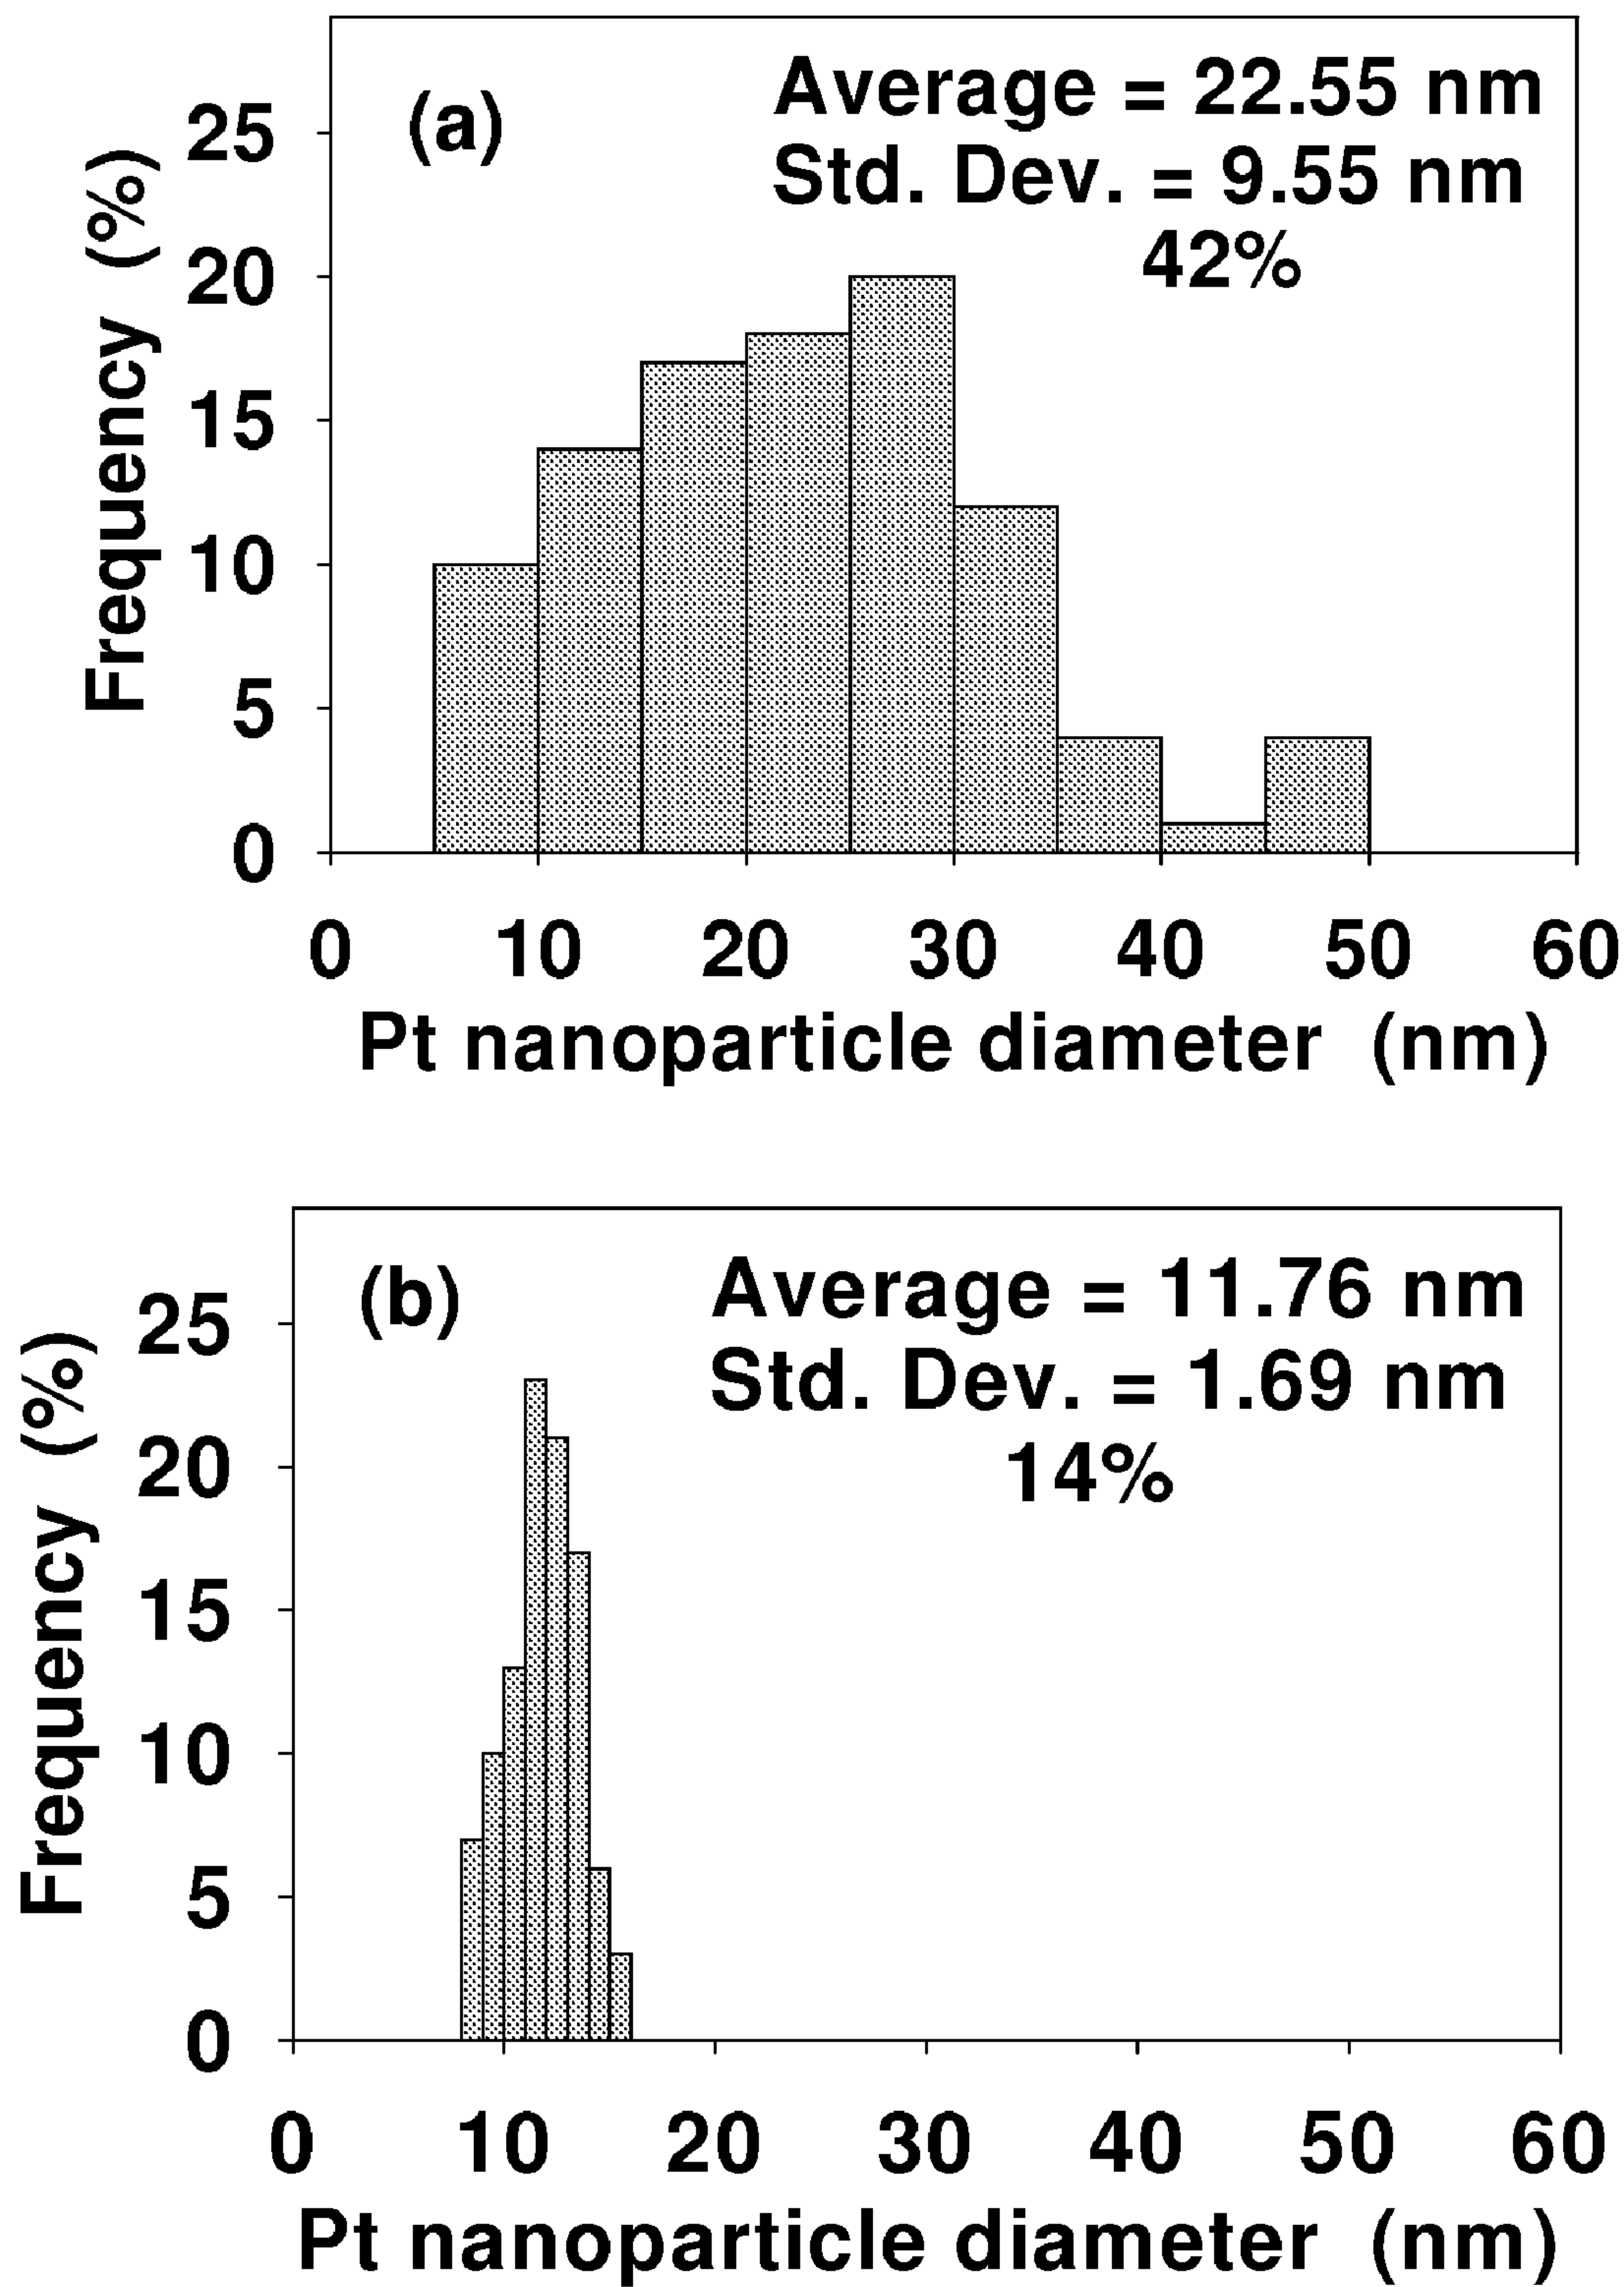 (a)
Average = 22.55 nm
Std. Dev. = 9.55 nm
42%
Frequency (%)
25
20
15
10
5
0
0 10 20 30 40 50 60
Pt nanoparticle diameter (nm)
(b)
Average = 11.76 nm
Std. Dev. = 1.69 nm
14%
Frequency (%)
25
20
15
10
5
0
0 10 20 30 40 50 60
Pt nanoparticle diameter (nm)